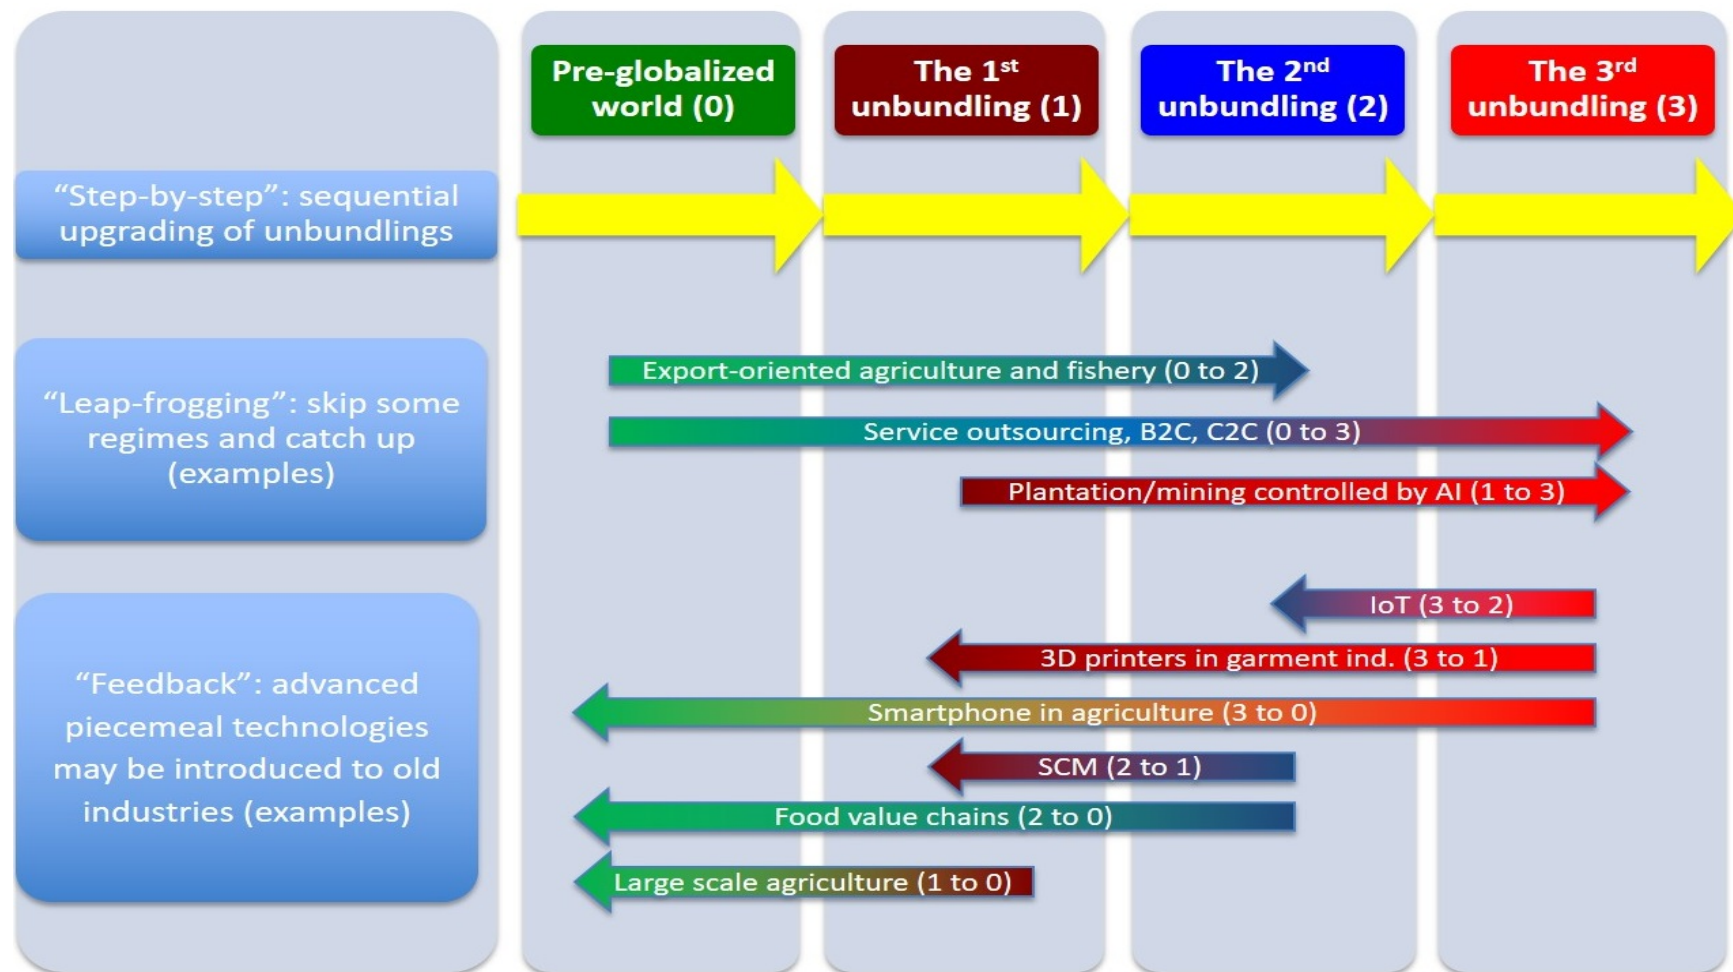 Pre-globalized
world (0)
The 1st
unbundling (1)
The 2nd
unbundling (2)
The 3rd
unbundling (3)
“Step-by-step”: sequential
upgrading of unbundlings
“Leap-frogging”: skip some
regimes and catch up
(examples)
Export-oriented agriculture and fishery (0 to 2)
Service outsourcing, B2C, C2C (0 to 3)
Plantation/mining controlled by AI (1 to 3)
“Feedback”: advanced
piecemeal technologies
may be introduced to old
industries (examples)
IoT (3 to 2)
3D printers in garment ind. (3 to 1)
Smartphone in agriculture (3 to 0)
SCM (2 to 1)
Food value chains (2 to 0)
Large scale agriculture (1 to 0)